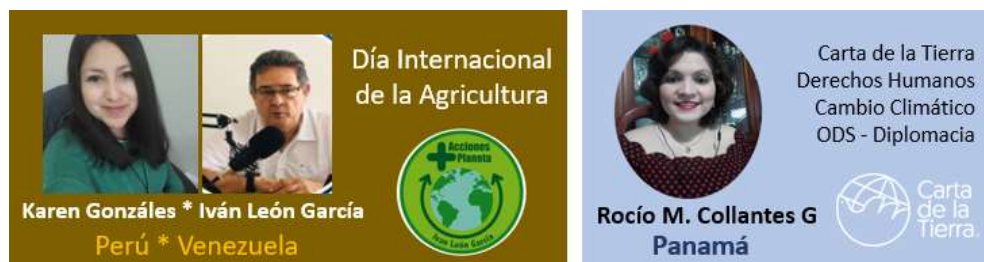 Día Internacional
de la Agricultura
+ Acciones
Planeta
Ivan León García
Karen Gonzáles * Iván León García
Perú * Venezuela
Carta de la Tierra
Derechos Humanos
Cambio Climático
ODS - Diplomacia
Carta
de la
Tierra
Rocío M. Collantes G
Panamá